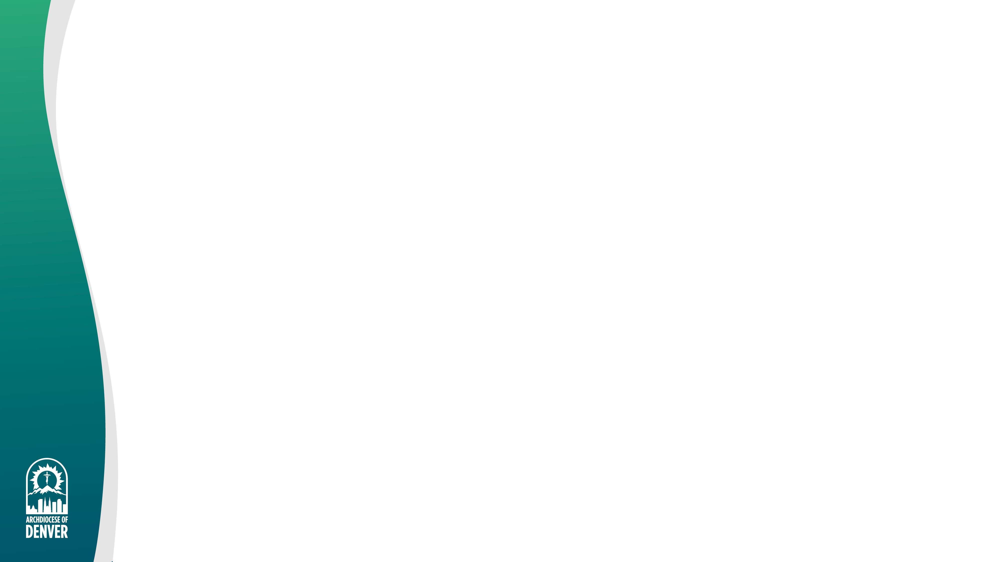 ARCHDIOCESE OF
DENVER